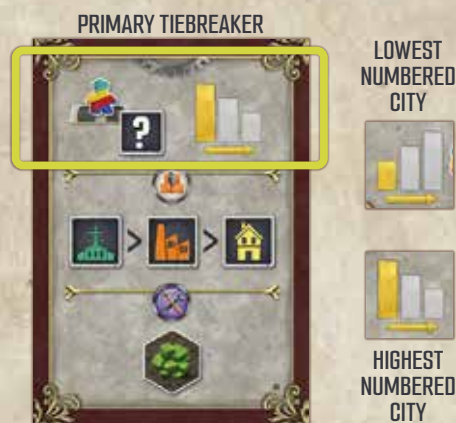 PRIMARY TIEBREAKER
?
> >
LOWEST
NUMBERED
CITY
HIGHEST
NUMBERED
CITY